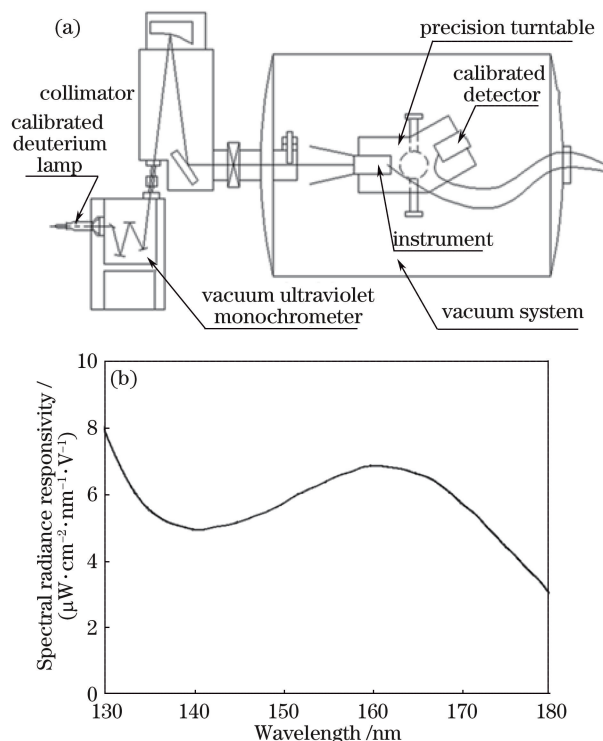 (a)
precision turntable
calibrated
detector
collimator
calibrated
deuterium
lamp
instrument
vacuum ultraviolet
monochrometer
vacuum system
(b)
Spectral radiance responsivity /
(μW·cm⁻²·nm⁻¹·V⁻¹)
10
8
6
4
2
0
130 140 150 160 170 180
Wavelength /nm